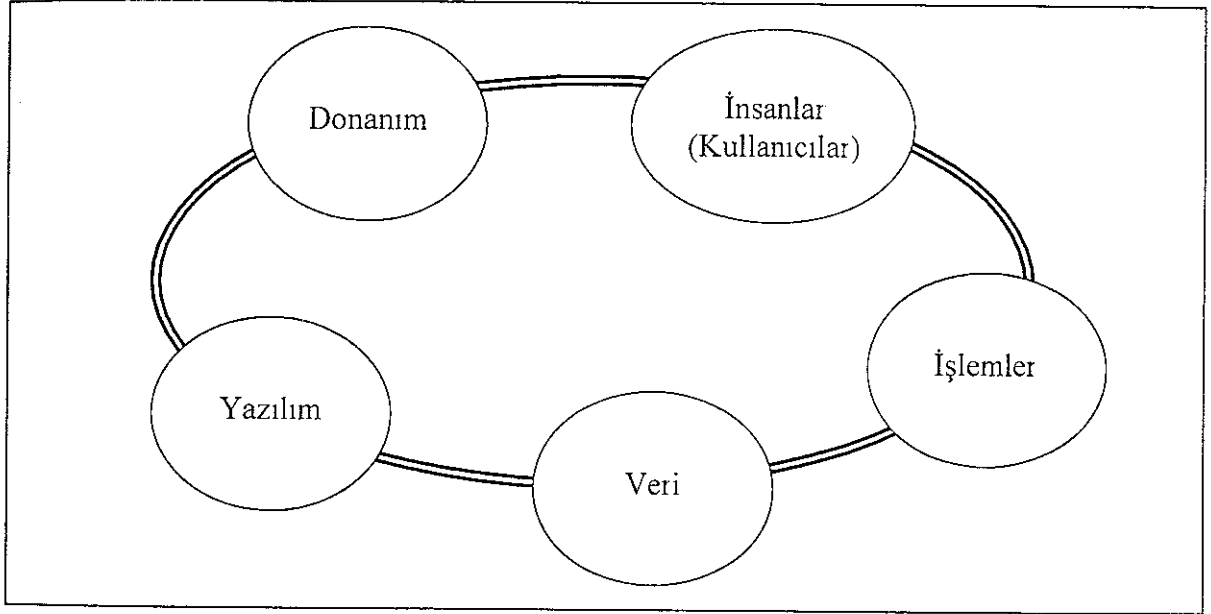 Donanım
İnsanlar
(Kullanıcılar)
İşlemler
Yazılım
Veri